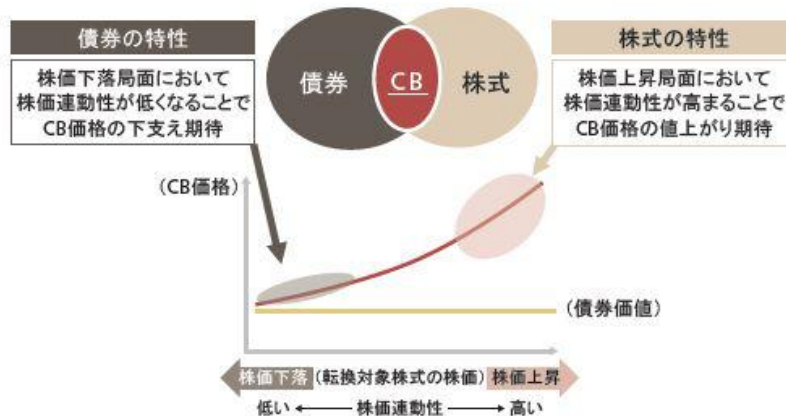 債券の特性
株価下落局面において
株価連動性が低くなることで
CB価格の下支え期待
債券
CB
株式
株式の特性
株価上昇局面において
株価連動性が高まることで
CB価格の値上がり期待
(CB価格)
(債券価値)
株価下落 (転換対象株式の株価) 株価上昇
低い ← 株価連動性 → 高い